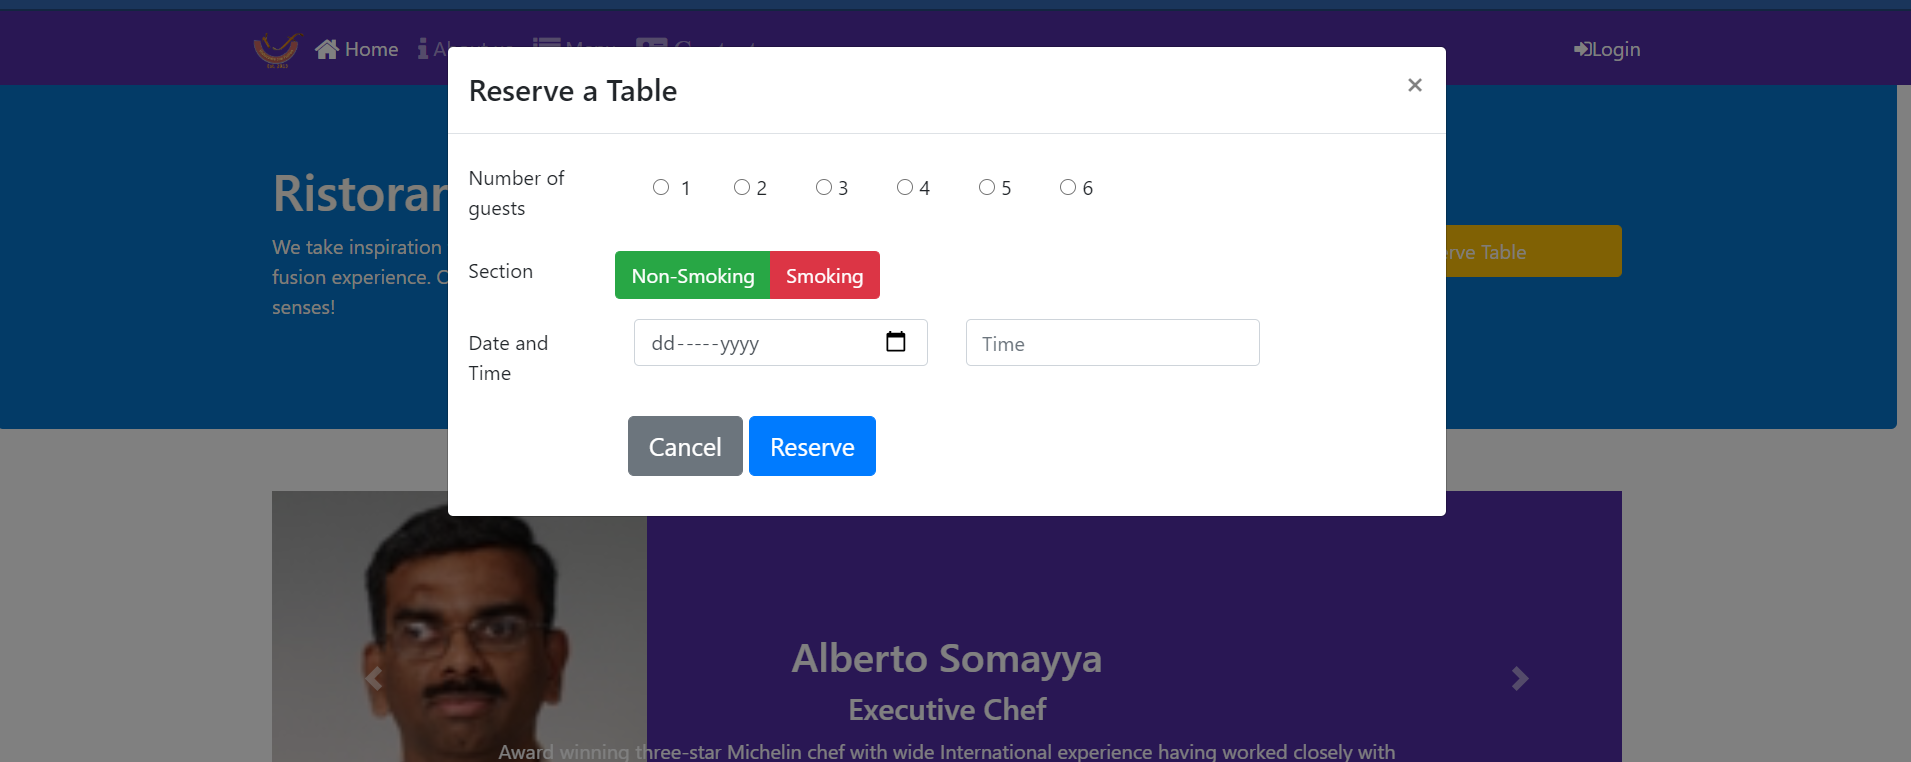 Home
Login
Reserve a Table
×
Number of guests
1 2 3 4 5 6
Section
Non-Smoking Smoking
Date and Time
dd-----yyyy
Time
Cancel Reserve
We take inspiration
fusion experience.
senses!
Table
Alberto Somayya
Executive Chef
Award winning three-star Michelin chef with wide International experience having worked closely with